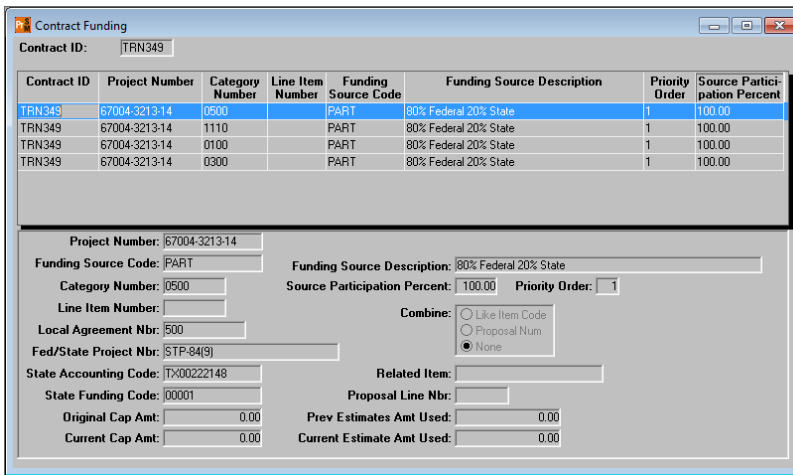 Contract Funding
Contract ID: TRN349
Contract ID Project Number Category Number Line Item Number Funding Source Code Funding Source Description Priority Order Source Partici-pation Percent
TRN349 67004-3213-14 0500 PART 80% Federal 20% State 1 100.00
TRN349 67004-3213-14 1110 PART 80% Federal 20% State 1 100.00
TRN349 67004-3213-14 0100 PART 80% Federal 20% State 1 100.00
TRN349 67004-3213-14 0300 PART 80% Federal 20% State 1 100.00
Project Number: 67004-3213-14
Funding Source Code: PART Funding Source Description: 80% Federal 20% State
Category Number: 0500 Source Participation Percent: 100.00 Priority Order: 1
Line Item Number: Combine: Like Item Code
Local Agreement Nbr: 500 Proposal Num
Fed/State Project Nbr: STP-84(9) None
State Accounting Code: TX00222148 Related Item:
State Funding Code: 00001 Proposal Line Nbr:
Original Cap Amt: 0.00 Prev Estimates Amt Used: 0.00
Current Cap Amt: 0.00 Current Estimate Amt Used: 0.00